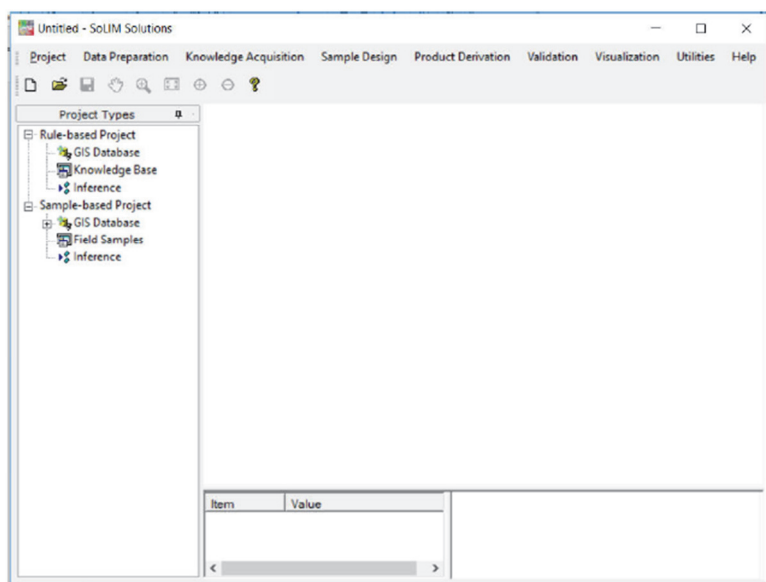 Untitled - SoLIM Solutions
Project Data Preparation Knowledge Acquisition Sample Design Product Derivation Validation Visualization Utilities Help
Project Types
Rule-based Project
GIS Database
Knowledge Base
Inference
Sample-based Project
GIS Database
Field Samples
Inference
Item Value